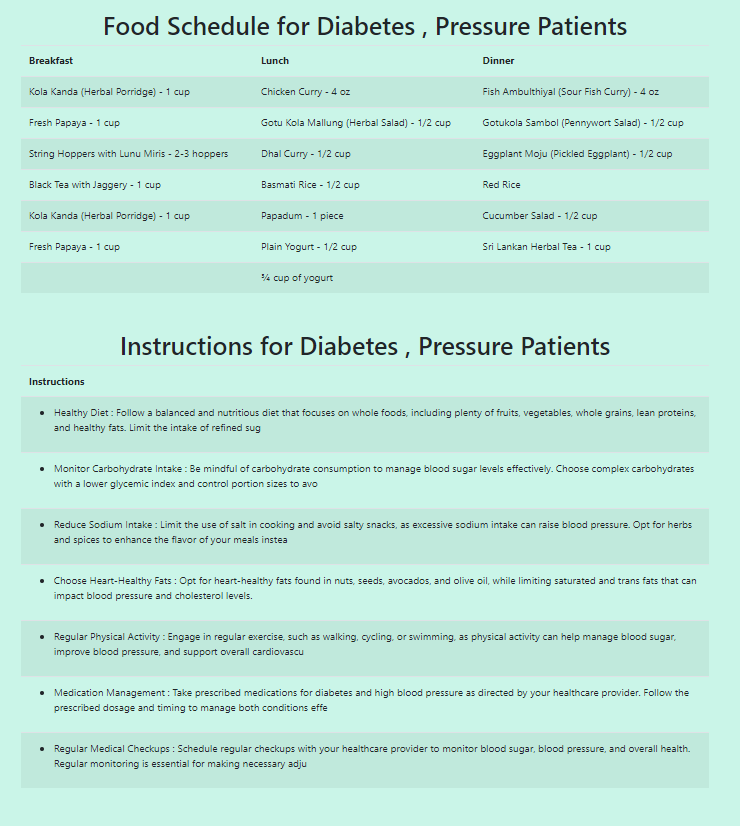 Food Schedule for Diabetes , Pressure Patients
Breakfast Lunch Dinner
Kola Kanda (Herbal Porridge) - 1 cup Chicken Curry - 4 oz Fish Ambulthiyal (Sour Fish Curry) - 4 oz
Fresh Papaya - 1 cup Gotu Kola Mallung (Herbal Salad) - 1/2 cup Gotukola Sambol (Pennywort Salad) - 1/2 cup
String Hoppers with Lunu Miris - 2-3 hoppers Dhal Curry - 1/2 cup Eggplant Moju (Pickled Eggplant) - 1/2 cup
Black Tea with Jaggery - 1 cup Basmati Rice - 1/2 cup Red Rice
Kola Kanda (Herbal Porridge) - 1 cup Papadum - 1 piece Cucumber Salad - 1/2 cup
Fresh Papaya - 1 cup Plain Yogurt - 1/2 cup Sri Lankan Herbal Tea - 1 cup
¾ cup of yogurt
Instructions for Diabetes , Pressure Patients
Instructions
• Healthy Diet : Follow a balanced and nutritious diet that focuses on whole foods, including plenty of fruits, vegetables, whole grains, lean proteins,
and healthy fats. Limit the intake of refined sug
• Monitor Carbohydrate Intake : Be mindful of carbohydrate consumption to manage blood sugar levels effectively. Choose complex carbohydrates
with a lower glycemic index and control portion sizes to avo
• Reduce Sodium Intake : Limit the use of salt in cooking and avoid salty snacks, as excessive sodium intake can raise blood pressure. Opt for herbs
and spices to enhance the flavor of your meals instea
• Choose Heart-Healthy Fats : Opt for heart-healthy fats found in nuts, seeds, avocados, and olive oil, while limiting saturated and trans fats that can
impact blood pressure and cholesterol levels.
• Regular Physical Activity : Engage in regular exercise, such as walking, cycling, or swimming, as physical activity can help manage blood sugar,
improve blood pressure, and support overall cardiovascu
• Medication Management : Take prescribed medications for diabetes and high blood pressure as directed by your healthcare provider. Follow the
prescribed dosage and timing to manage both conditions effe
• Regular Medical Checkups : Schedule regular checkups with your healthcare provider to monitor blood sugar, blood pressure, and overall health.
Regular monitoring is essential for making necessary adju